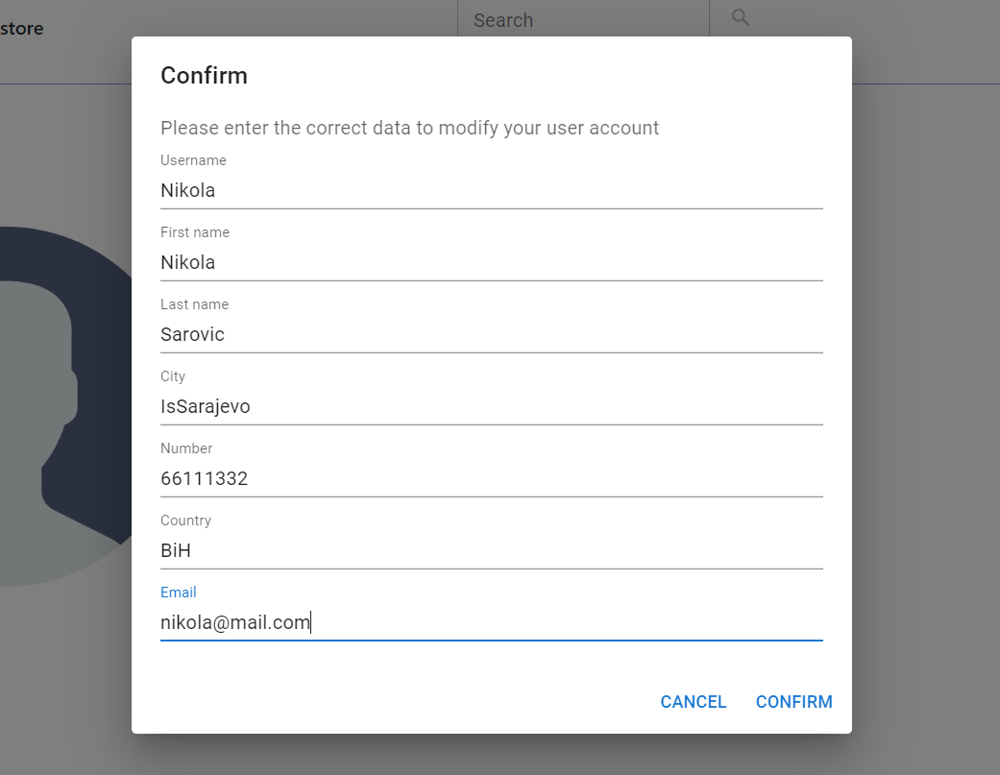 store
Search
Confirm
Please enter the correct data to modify your user account
Username
Nikola
First name
Nikola
Last name
Sarovic
City
IsSarajevo
Number
66111332
Country
BiH
Email
nikola@mail.com
CANCEL CONFIRM